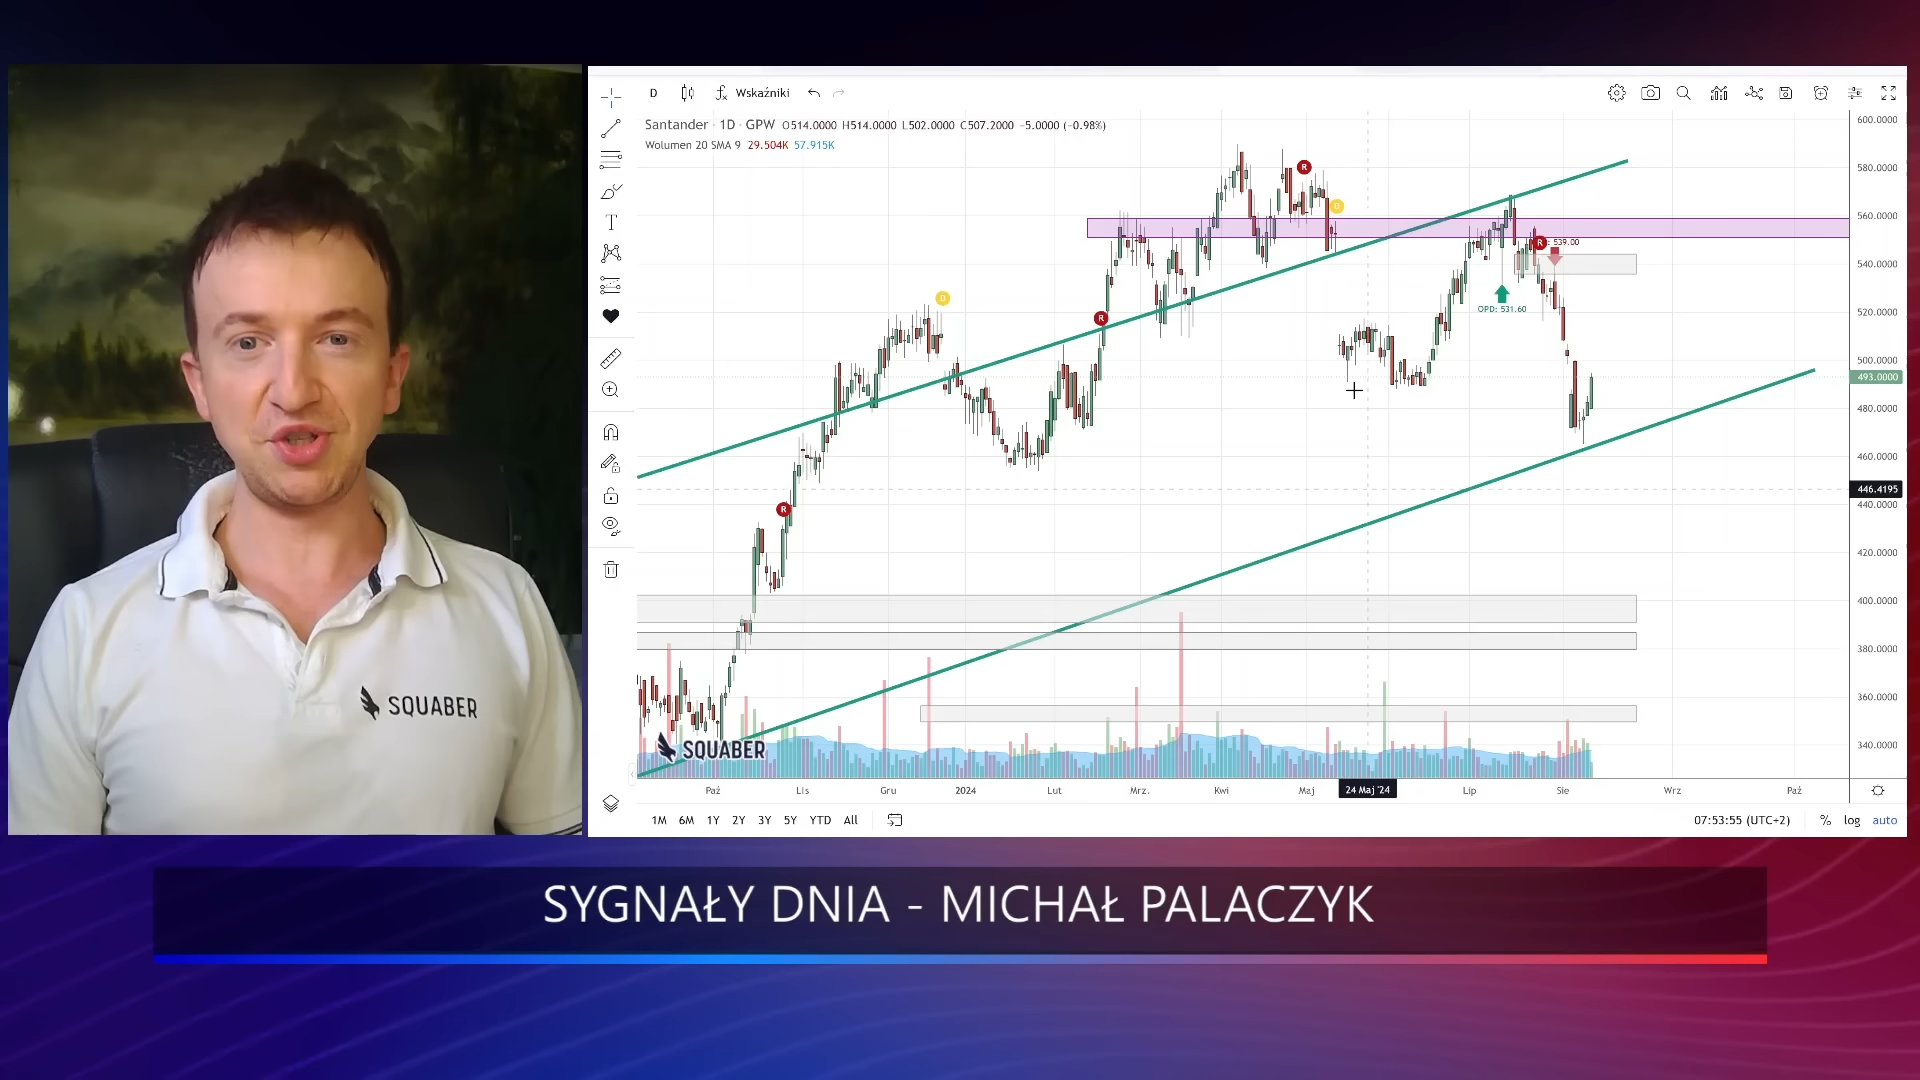 D Wskaźniki
Santander · 1D · GPW O514.0000 H514.0000 L502.0000 C507.2000 −5.0000 (−0.98%)
Wolumen 20 SMA 9 29.504K 57.915K
600.0000
580.0000
R
D
560.0000
R : 539.00
540.0000
D
OPD: 531.60
R
520.0000
500.0000
493.0000
480.0000
460.0000
446.4195
R
440.0000
420.0000
400.0000
380.0000
SQUABER
360.0000
SQUABER
340.0000
Paź Lis Gru 2024 Lut Mrz. Kwi Maj 24 Maj '24 Lip Sie Wrz Paź
1M 6M 1Y 2Y 3Y 5Y YTD All 07:53:55 (UTC+2) % log auto
SYGNAŁY DNIA - MICHAŁ PALACZYK